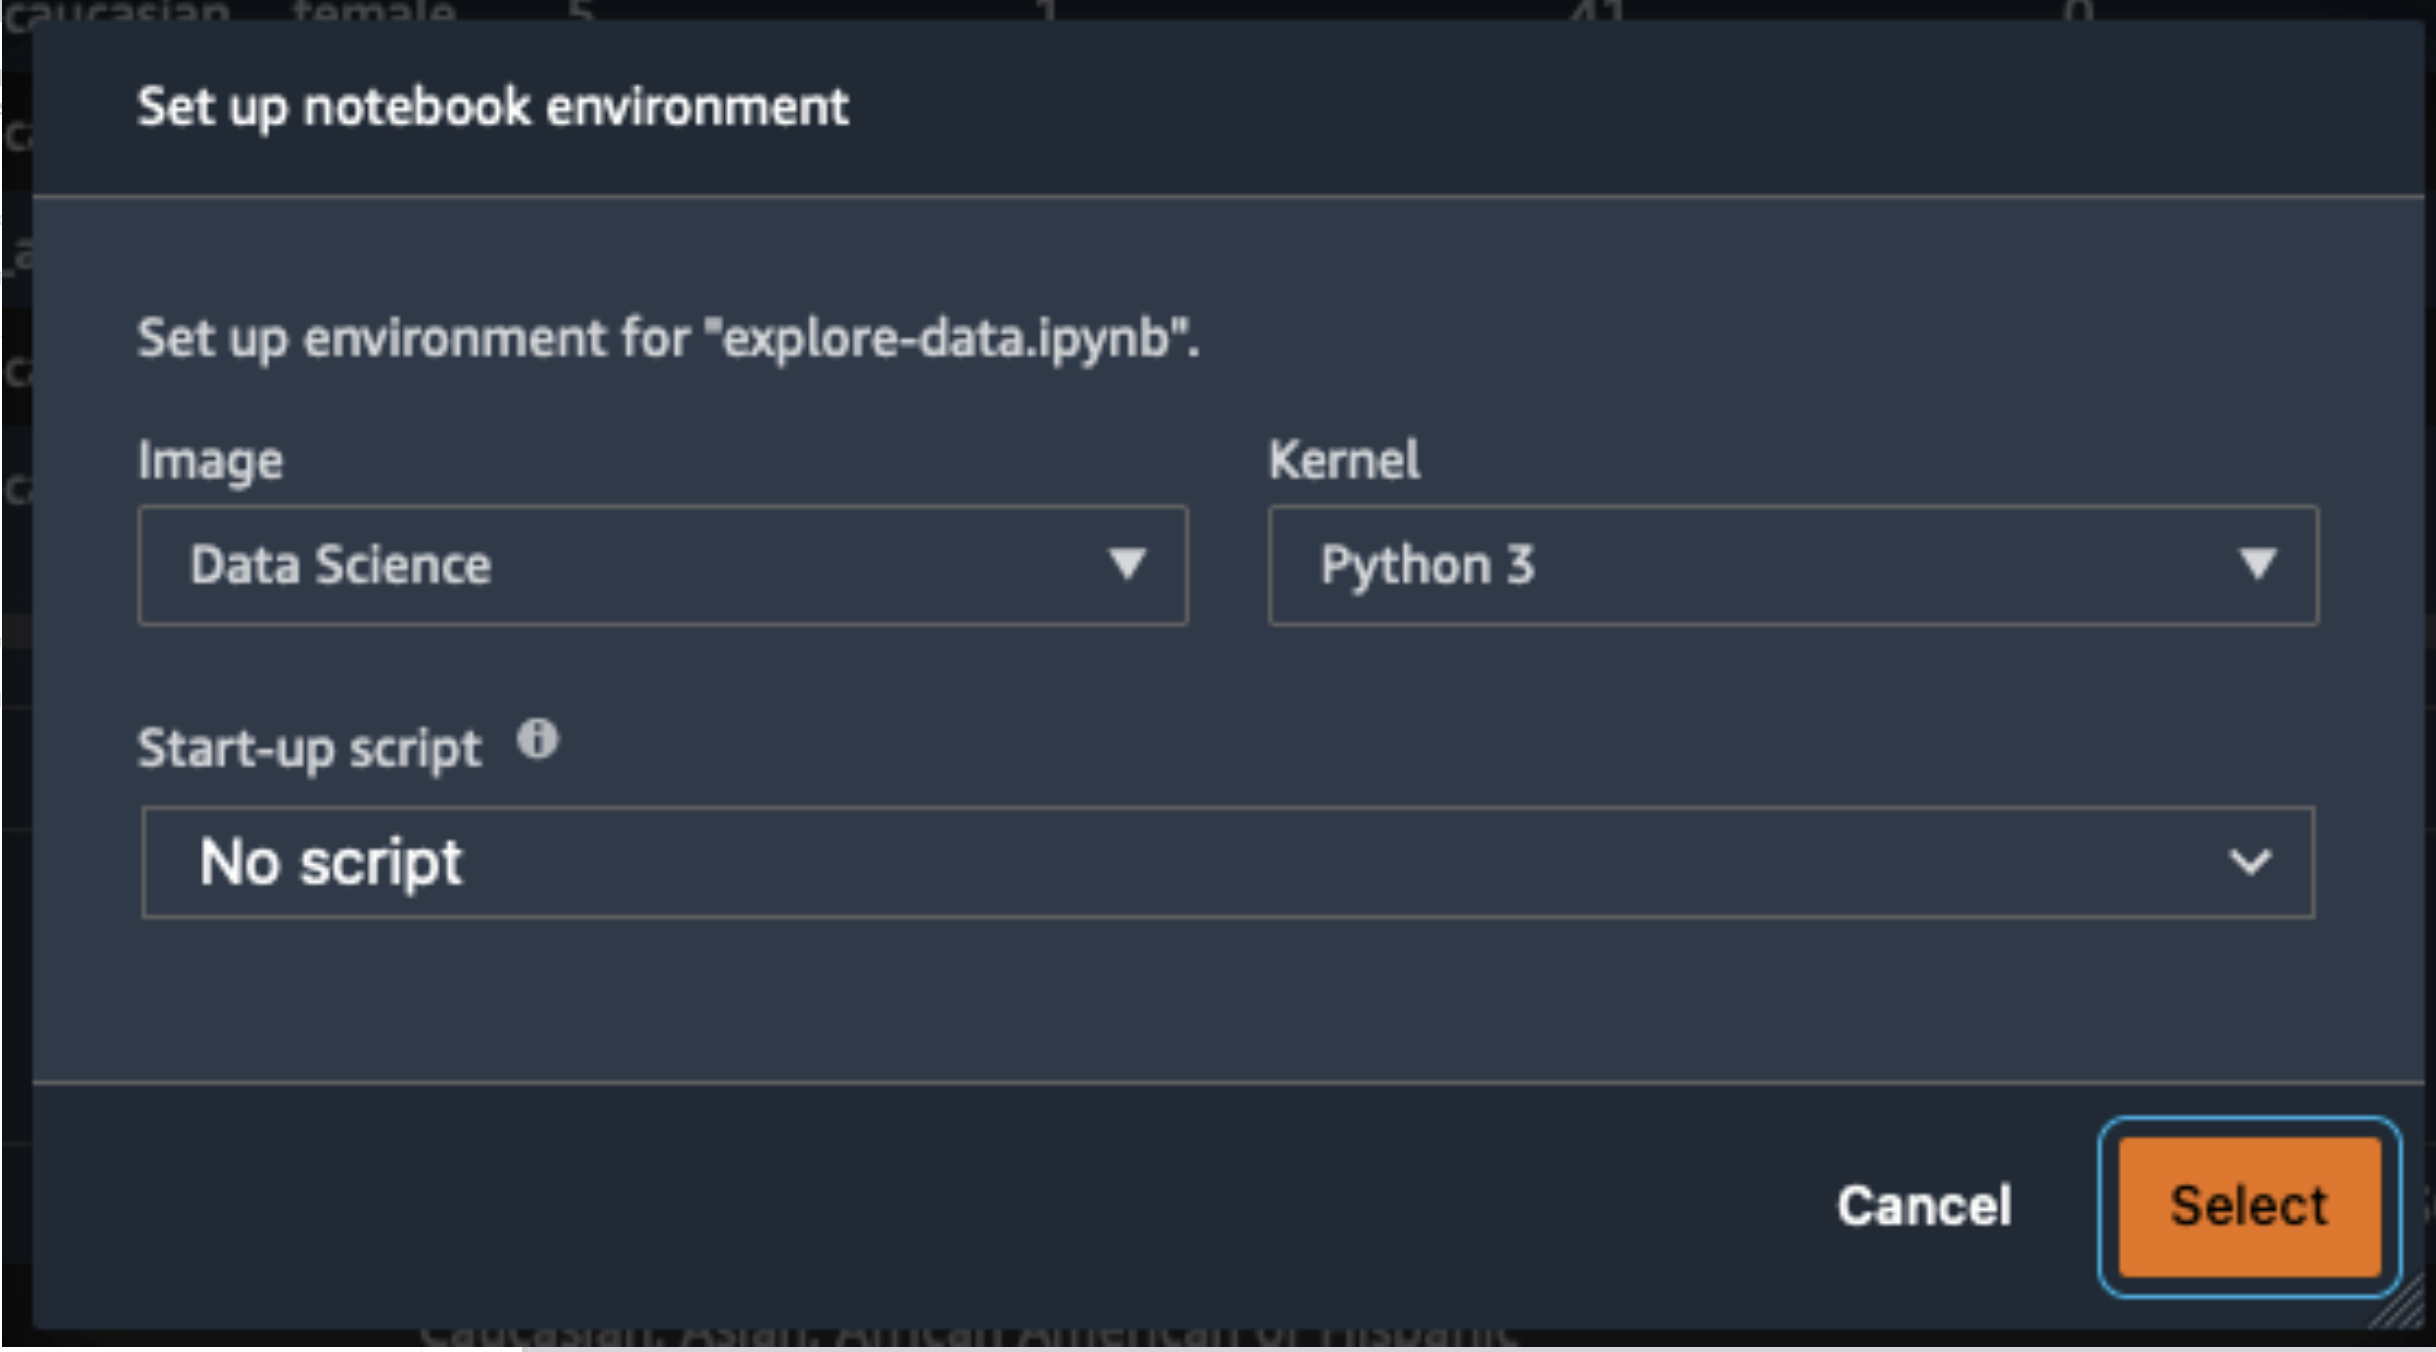 caucasian female 5 1 41 0
Set up notebook environment
Set up environment for "explore-data.ipynb".
Image Kernel
Data Science Python 3
Start-up script
No script
Cancel Select
Caucasian, Asian, African American or Hispanic